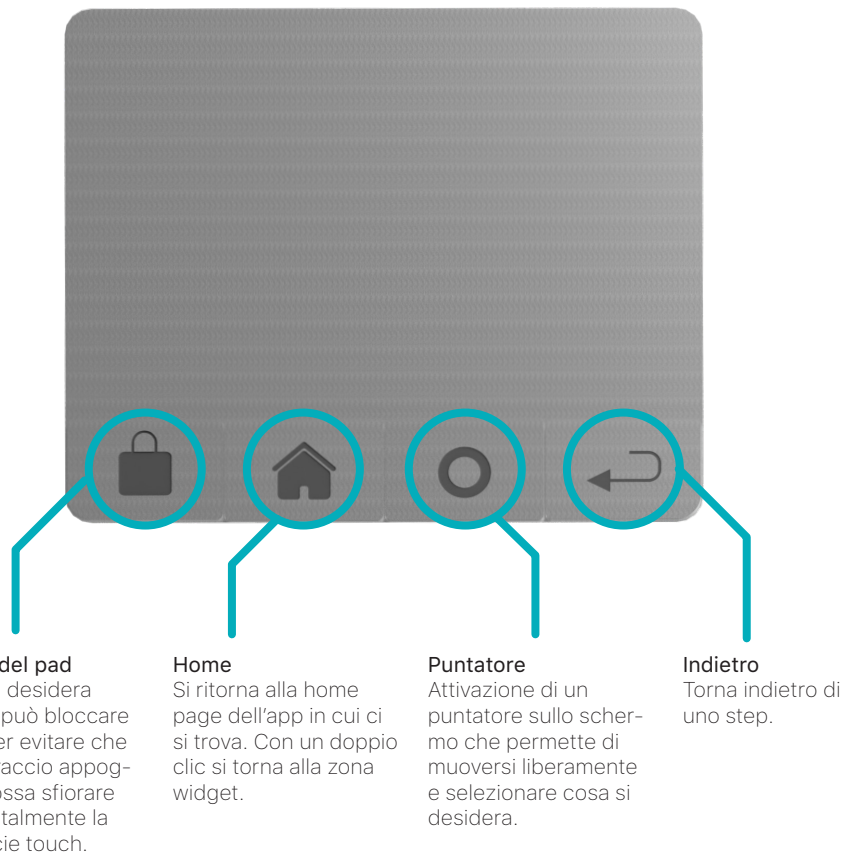 del pad
desidera
può bloccare
er evitare che
raccio appog-
ossa sfiorare
talmente la
cie touch.
Home
Si ritorna alla home
page dell'app in cui ci
si trova. Con un doppio
clic si torna alla zona
widget.
Puntatore
Attivazione di un
puntatore sullo scher-
mo che permette di
muoversi liberamente
e selezionare cosa si
desidera.
Indietro
Torna indietro di
uno step.